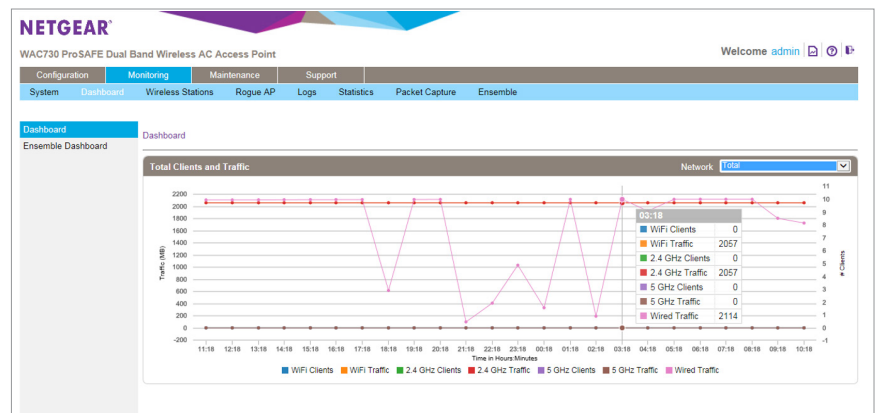 NETGEAR®
WAC730 ProSAFE Dual Band Wireless AC Access Point
Welcome admin
Configuration Monitoring Maintenance Support
System Dashboard Wireless Stations Rogue AP Logs Statistics Packet Capture Ensemble
Dashboard
Ensemble Dashboard
Dashboard
Total Clients and Traffic
Network Total
Traffic (MB)
2200
2000
1800
1600
1400
1200
1000
800
600
400
200
0
-200
11
10
9
8
7
6
5
4
3
2
1
0
-1
# Clients
03:18
WiFi Clients 0
WiFi Traffic 2057
2.4 GHz Clients 0
2.4 GHz Traffic 2057
5 GHz Clients 0
5 GHz Traffic 0
Wired Traffic 2114
11:18 12:18 13:18 14:18 15:18 16:18 17:18 18:18 19:18 20:18 21:18 22:18 23:18 00:18 01:18 02:18 03:18 04:18 05:18 06:18 07:18 08:18 09:18 10:18
Time in Hours:Minutes
WiFi Clients WiFi Traffic 2.4 GHz Clients 2.4 GHz Traffic 5 GHz Clients 5 GHz Traffic Wired Traffic